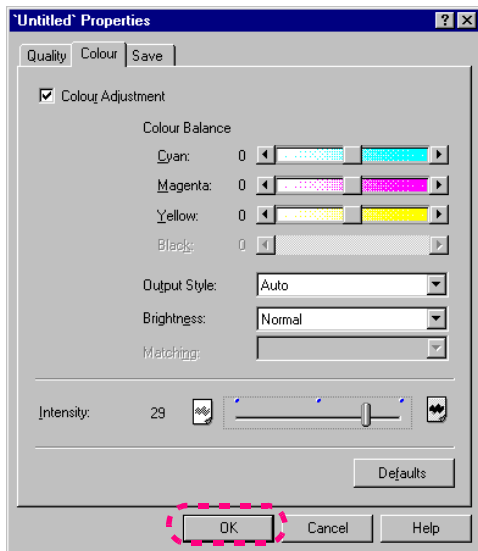 `Untitled` Properties
Quality Colour Save
Colour Adjustment
Colour Balance
Cyan: 0
Magenta: 0
Yellow: 0
Black: 0
Output Style: Auto
Brightness: Normal
Matching:
Intensity: 29
Defaults
OK Cancel Help